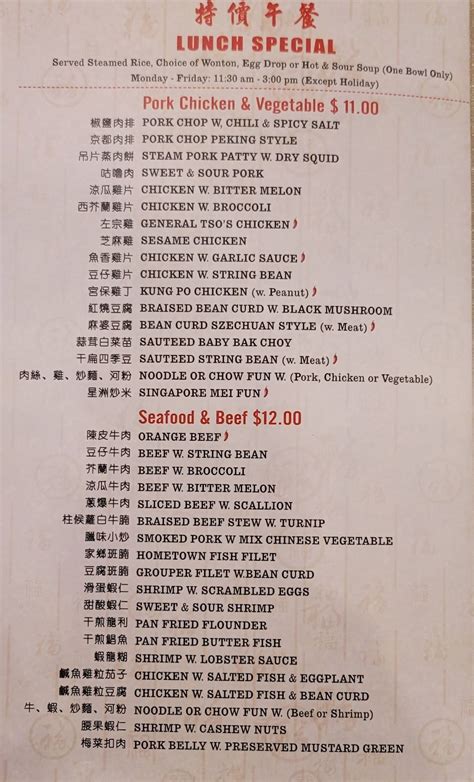 特價午餐
LUNCH SPECIAL
Served Steamed Rice, Choice of Wonton, Egg Drop or Hot & Sour Soup (One Bowl Only)
Monday - Friday: 11:30 am - 3:00 pm (Except Holiday)
Pork Chicken & Vegetable $ 11.00
椒鹽肉排 PORK CHOP W, CHILI & SPICY SALT
京都肉排 PORK CHOP PEKING STYLE
吊片蒸肉餅 STEAM PORK PATTY W. DRY SQUID
咕嚕肉 SWEET & SOUR PORK
涼瓜雞片 CHICKEN W. BITTER MELON
西芥蘭雞片 CHICKEN W. BROCCOLI
左宗雞 GENERAL TSO'S CHICKEN
芝麻雞 SESAME CHICKEN
魚香雞片 CHICKEN W. GARLIC SAUCE
豆仔雞片 CHICKEN W. STRING BEAN
宮保雞丁 KUNG PO CHICKEN (w. Peanut)
紅燒豆腐 BRAISED BEAN CURD W. BLACK MUSHROOM
麻婆豆腐 BEAN CURD SZECHUAN STYLE (w. Meat)
蒜茸白菜苗 SAUTEED BABY BAK CHOY
干扁四季豆 SAUTEED STRING BEAN (w. Meat)
肉絲、雞、炒麵、河粉 NOODLE OR CHOW FUN W. (Pork, Chicken or Vegetable)
星洲炒米 SINGAPORE MEI FUN
Seafood & Beef $12.00
陳皮牛肉 ORANGE BEEF
豆仔牛肉 BEEF W. STRING BEAN
芥蘭牛肉 BEEF W. BROCCOLI
涼瓜牛肉 BEEF W. BITTER MELON
蔥爆牛肉 SLICED BEEF W. SCALLION
柱候蘿白牛腩 BRAISED BEEF STEW W. TURNIP
臘味小炒 SMOKED PORK W MIX CHINESE VEGETABLE
家鄉班腩 HOMETOWN FISH FILET
豆腐班腩 GROUPER FILET W.BEAN CURD
滑蛋蝦仁 SHRIMP W. SCRAMBLED EGGS
甜酸蝦仁 SWEET & SOUR SHRIMP
干煎龍利 PAN FRIED FLOUNDER
干煎鯧魚 PAN FRIED BUTTER FISH
蝦龍糊 SHRIMP W. LOBSTER SAUCE
鹹魚雞粒茄子 CHICKEN W. SALTED FISH & EGGPLANT
鹹魚雞粒豆腐 CHICKEN W. SALTED FISH & BEAN CURD
牛、蝦、炒麵、河粉 NOODLE OR CHOW FUN W. (Beef or Shrimp)
腰果蝦仁 SHRIMP W. CASHEW NUTS
梅菜扣肉 PORK BELLY W. PRESERVED MUSTARD GREEN